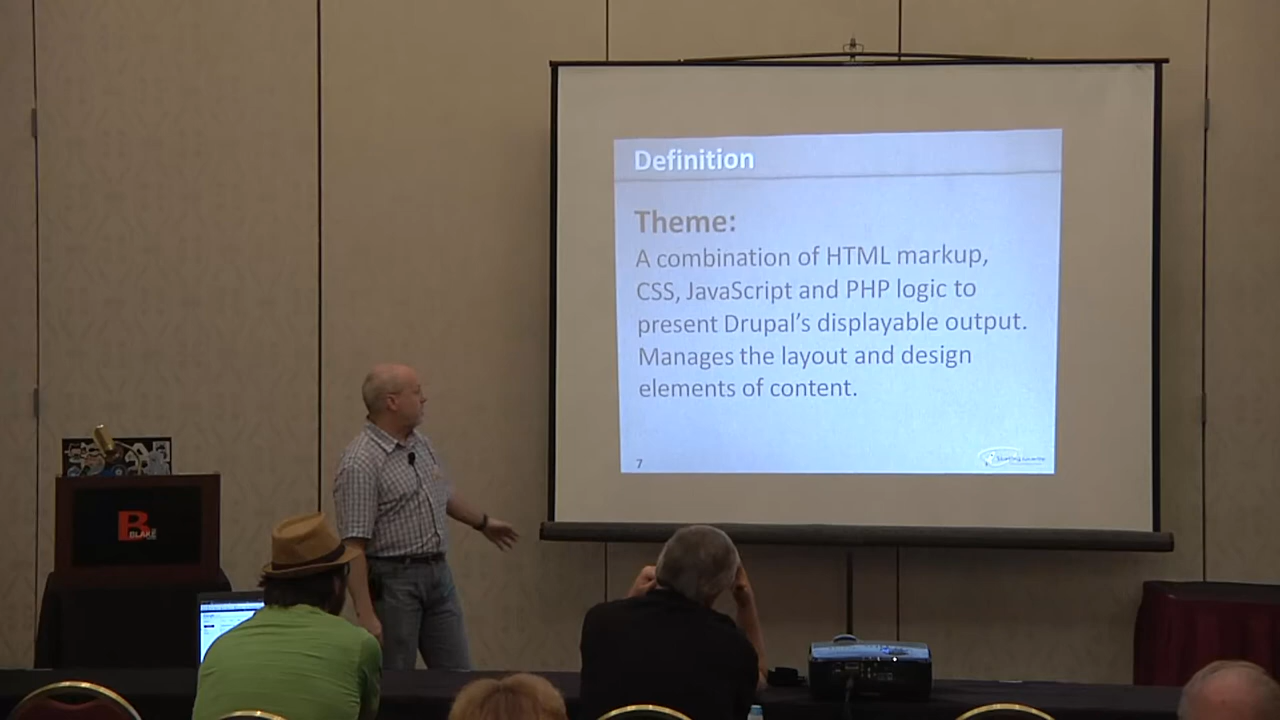 Definition
Theme:
A combination of HTML markup,
CSS, JavaScript and PHP logic to
present Drupal's displayable output.
Manages the layout and design
elements of content.
7
B
BLAKE